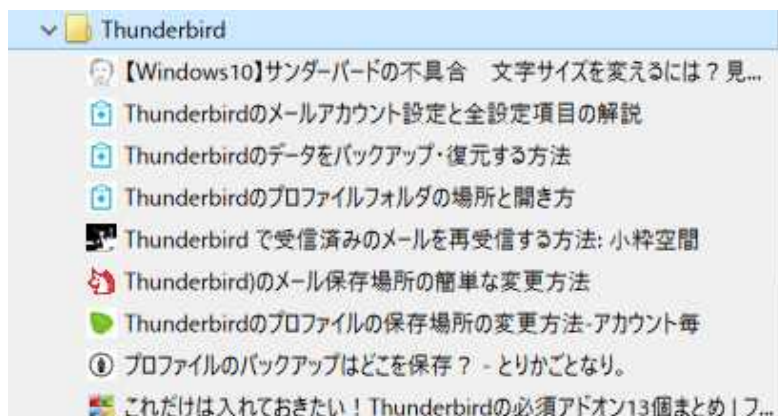 Thunderbird
【Windows10】サンダーバードの不具合　文字サイズを変えるには？見...
Thunderbirdのメールアカウント設定と全設定項目の解説
Thunderbirdのデータをバックアップ・復元する方法
Thunderbirdのプロファイルフォルダの場所と開き方
Thunderbird で受信済みのメールを再受信する方法: 小粋空間
Thunderbird)のメール保存場所の簡単な変更方法
Thunderbirdのプロファイルの保存場所の変更方法-アカウント毎
プロファイルのバックアップはどこを保存？ - とりかごとなり。
これだけは入れておきたい！Thunderbirdの必須アドオン13個まとめ | フ...